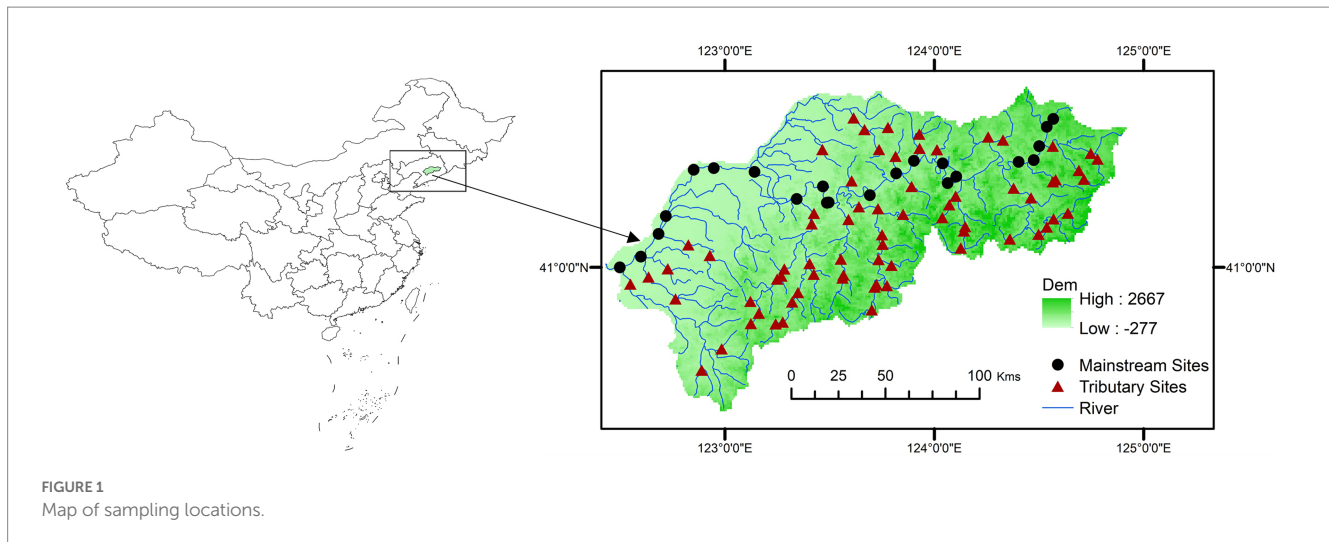 123°0'0"E 124°0'0"E 125°0'0"E
41°0'0"N 41°0'0"N
Dem
High : 2667
Low : -277
Mainstream Sites
Tributary Sites
River
0 25 50 100 Kms
123°0'0"E 124°0'0"E 125°0'0"E
FIGURE 1
Map of sampling locations.